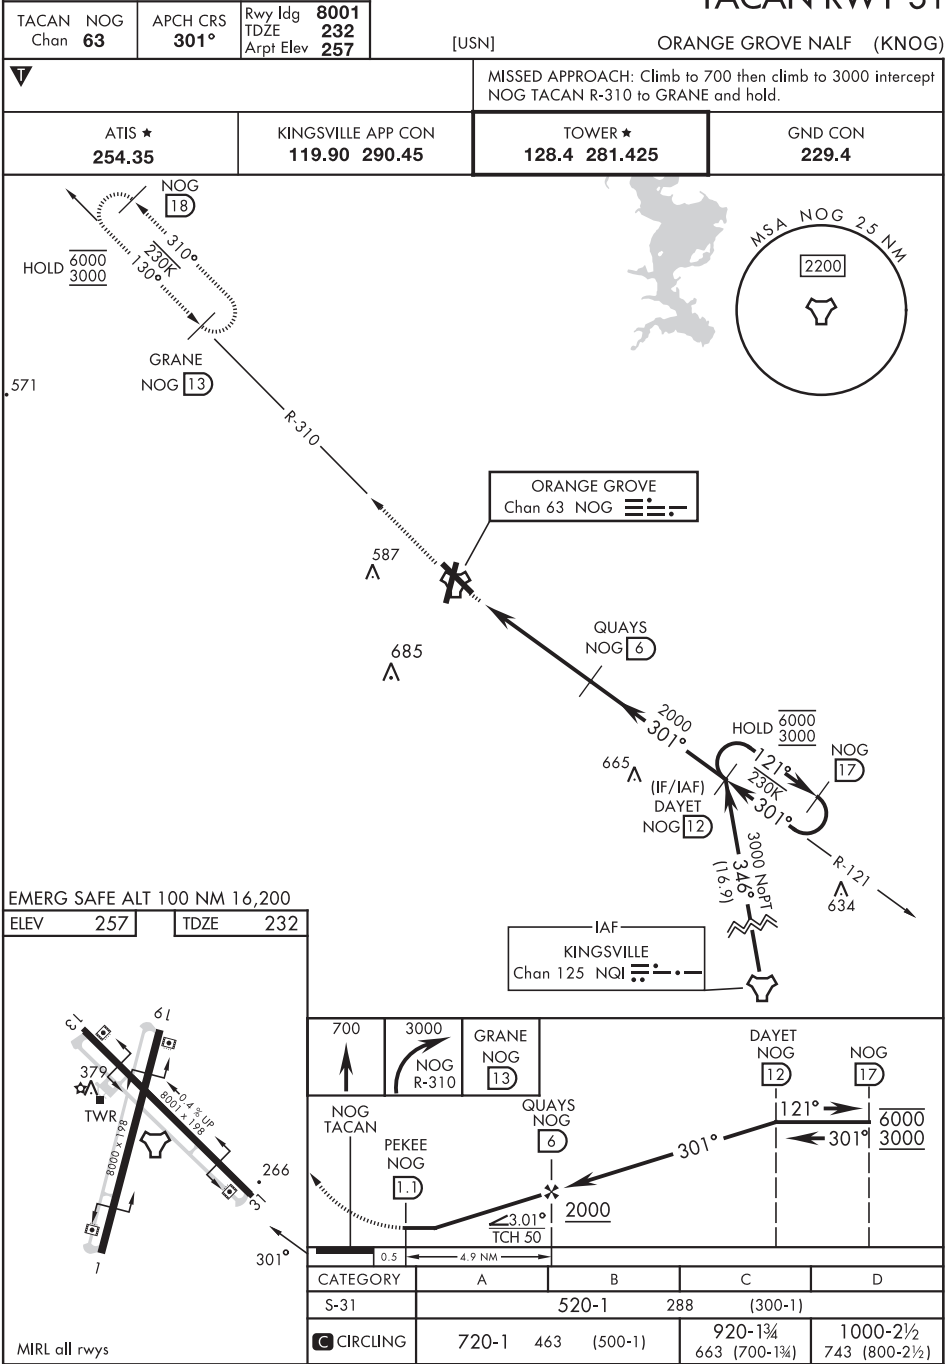 TACAN RWY 31
TACAN NOG
Chan 63
APCH CRS
301°
Rwy ldg 8001
TDZE 232
Arpt Elev 257
[USN]
ORANGE GROVE NALF (KNOG)
T
MISSED APPROACH: Climb to 700 then climb to 3000 intercept
NOG TACAN R-310 to GRANE and hold.
ATIS ★
254.35
KINGSVILLE APP CON
119.90 290.45
TOWER ★
128.4 281.425
GND CON
229.4
NOG
18
HOLD 6000
3000
310°
230K
130°
GRANE
NOG 13
571
R-310
MSA NOG 25 NM
2200
ORANGE GROVE
Chan 63 NOG
587
685
QUAYS
NOG 6
2000
301°
HOLD 6000
3000
NOG
17
121°
230K
301°
665
(IF/IAF)
DAYET
NOG 12
3000 NoPT
346°
(16.9)
R-121
634
IAF
KINGSVILLE
Chan 125 NQI
EMERG SAFE ALT 100 NM 16,200
ELEV 257
TDZE 232
13
19
379
TWR
0.4 % UP
8001 x 198
8000 x 198
266
31
301°
1
MIRL all rwys
700
3000
NOG
R-310
GRANE
NOG
13
NOG
TACAN
PEKEE
NOG
1.1
QUAYS
NOG
6
DAYET
NOG
12
NOG
17
121°
301°
6000
3000
301°
2000
3.01°
TCH 50
0.5
4.9 NM
CATEGORY A B C D
S-31 520-1 288 (300-1)
C CIRCLING 720-1 463 (500-1) 920-1¾ 663 (700-1¾) 1000-2½ 743 (800-2½)